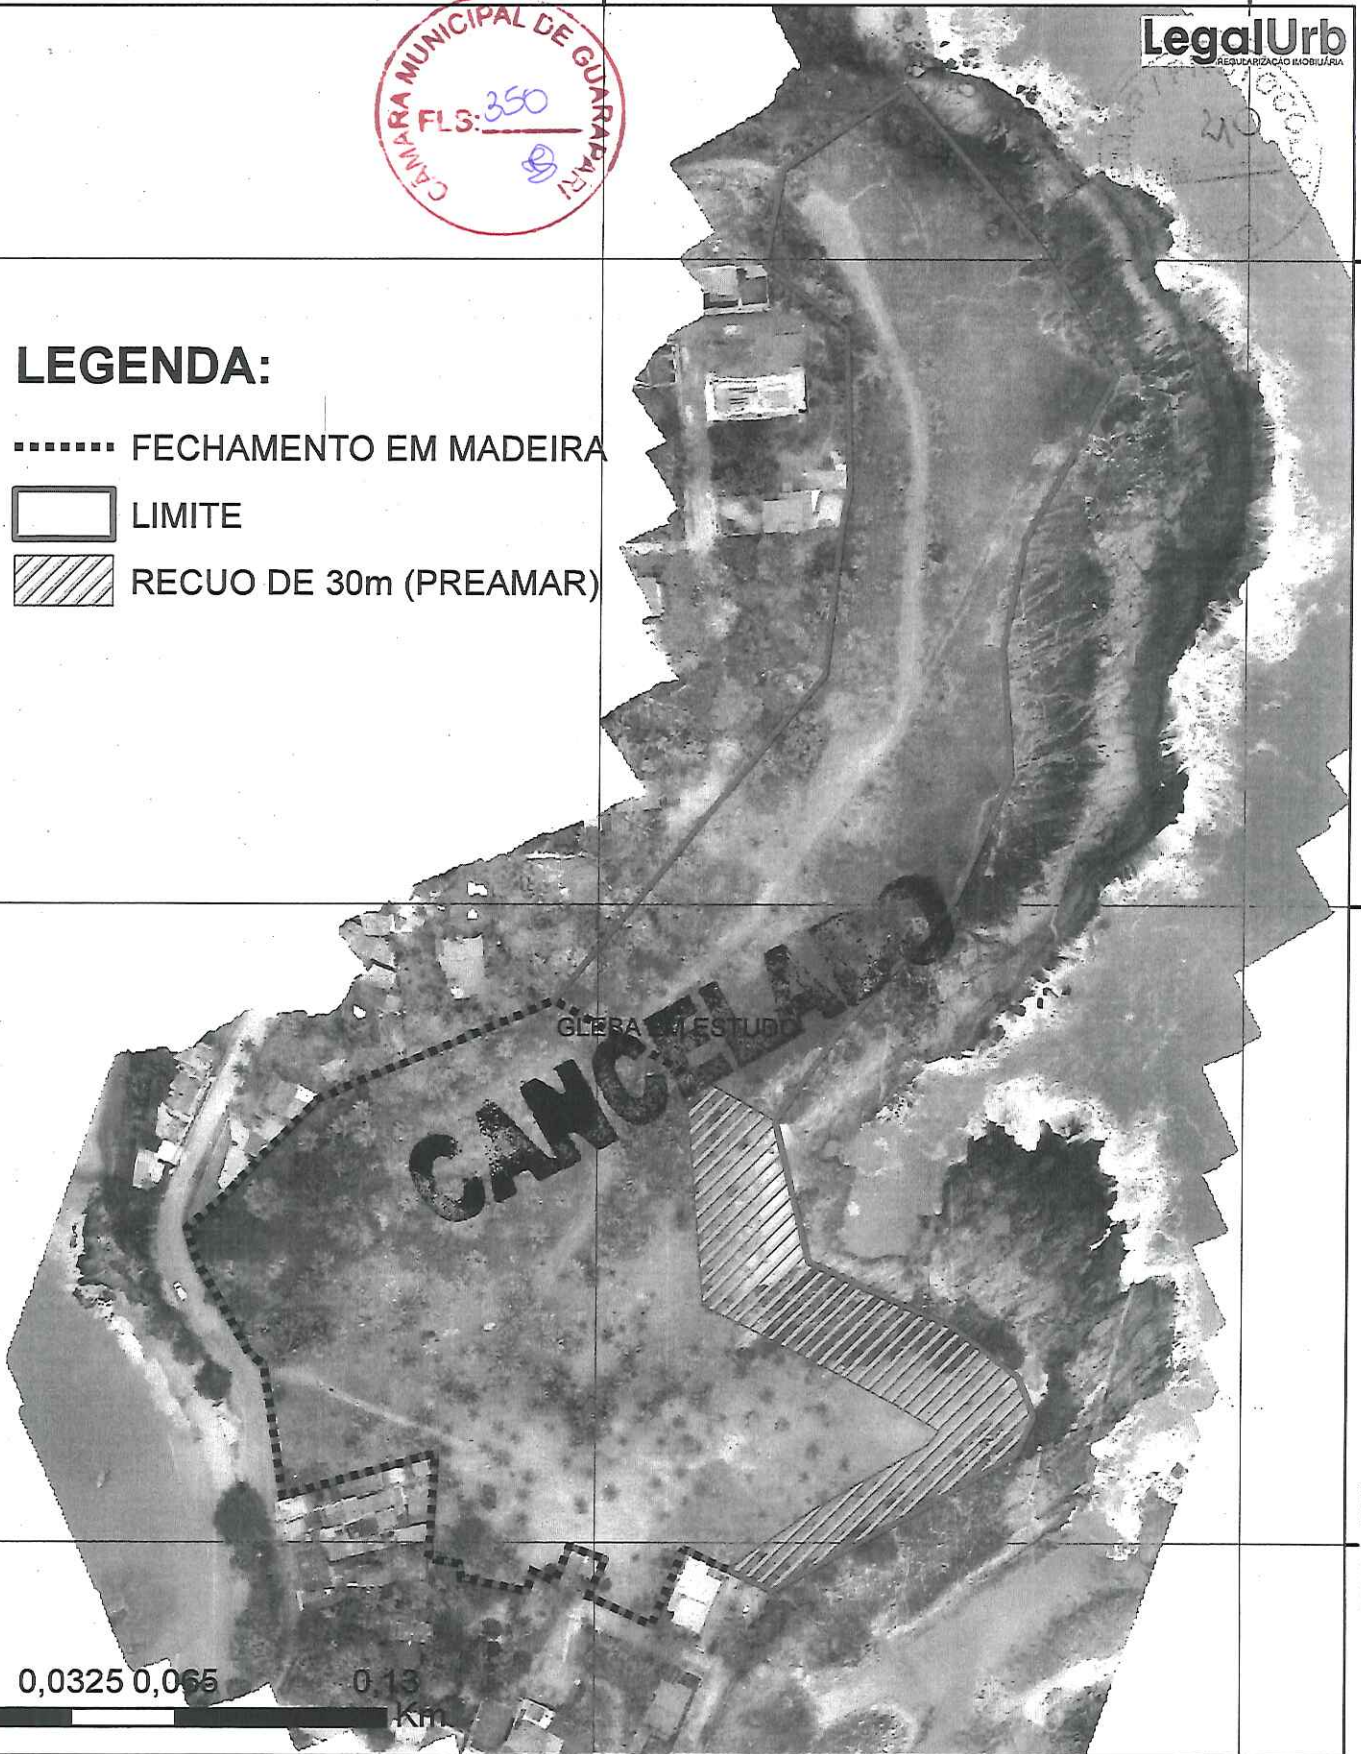 CÂMARA MUNICIPAL DE GUARAPARI
FLS: 350
LegalUrb
REGULARIZAÇÃO IMOBILIÁRIA
210
LEGENDA:
FECHAMENTO EM MADEIRA
LIMITE
RECUO DE 30m (PREAMAR)
GLEBA EM ESTUDO
CANCELADO
0,0325 0,065 0,13
Km